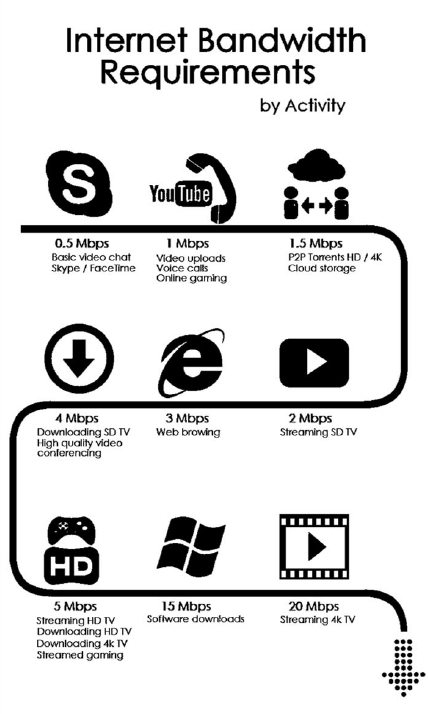 Internet Bandwidth
Requirements
by Activity
S
YouTube
0.5 Mbps
Basic video chat
Skype / FaceTime
1 Mbps
Video uploads
Voice calls
Online gaming
1.5 Mbps
P2P Torrents HD / 4K
Cloud storage
4 Mbps
Downloading SD TV
High quality video
conferencing
3 Mbps
Web browing
2 Mbps
Streaming SD TV
HD
5 Mbps
Streaming HD TV
Downloading HD TV
Downloading 4k TV
Streamed gaming
15 Mbps
Software downloads
20 Mbps
Streaming 4k TV